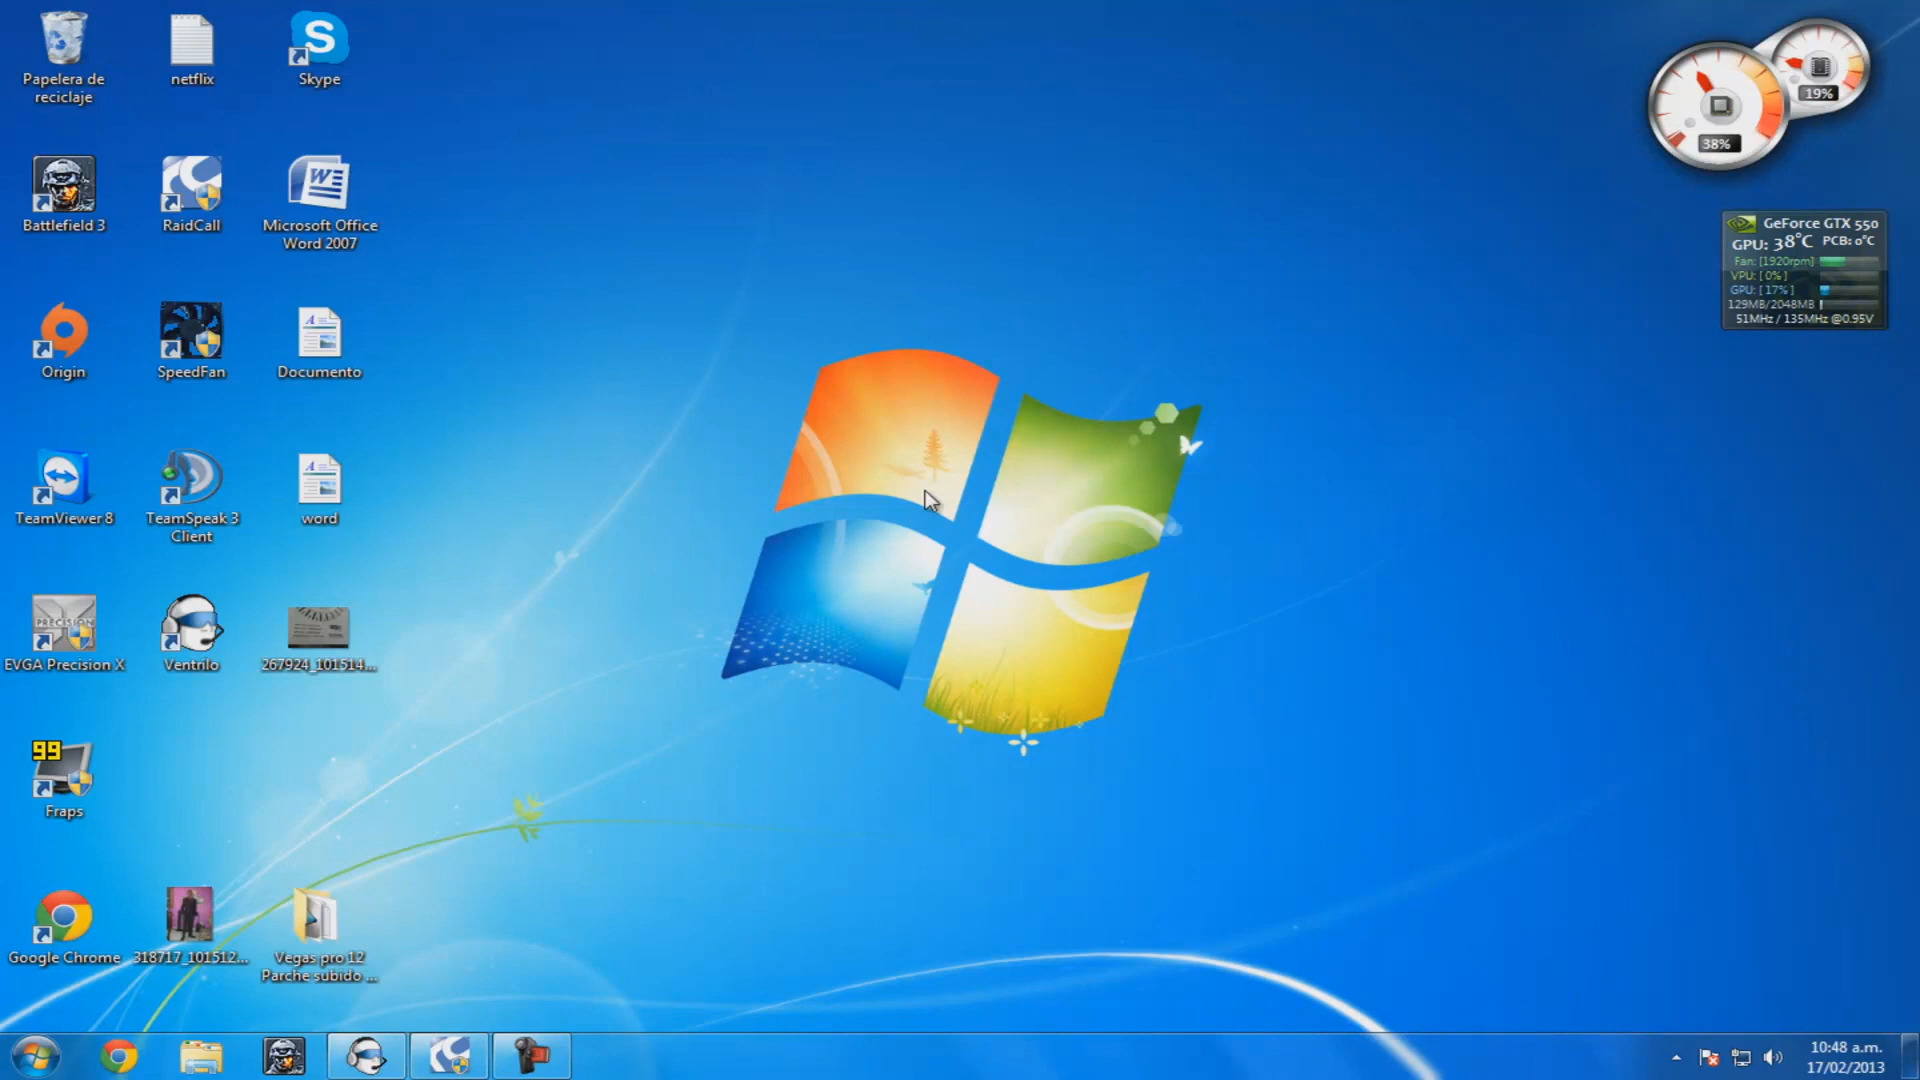 Papelera de
reciclaje
netflix
Skype
Battlefield 3
RaidCall
Microsoft Office
Word 2007
Origin
SpeedFan
Documento
TeamViewer 8
TeamSpeak 3
Client
word
PRECISION
EVGA Precision X
Ventrilo
267924_101514...
99
Fraps
Google Chrome
318717_101512...
Vegas pro 12
Parche subido ...
19%
38%
GeForce GTX 550
GPU: 38°C PCB: 0°C
Fan: [1920rpm]
VPU: [ 0% ]
GPU: [ 17% ]
129MB/2048MB
51MHz / 135MHz @0.95V
10:48 a.m.
17/02/2013